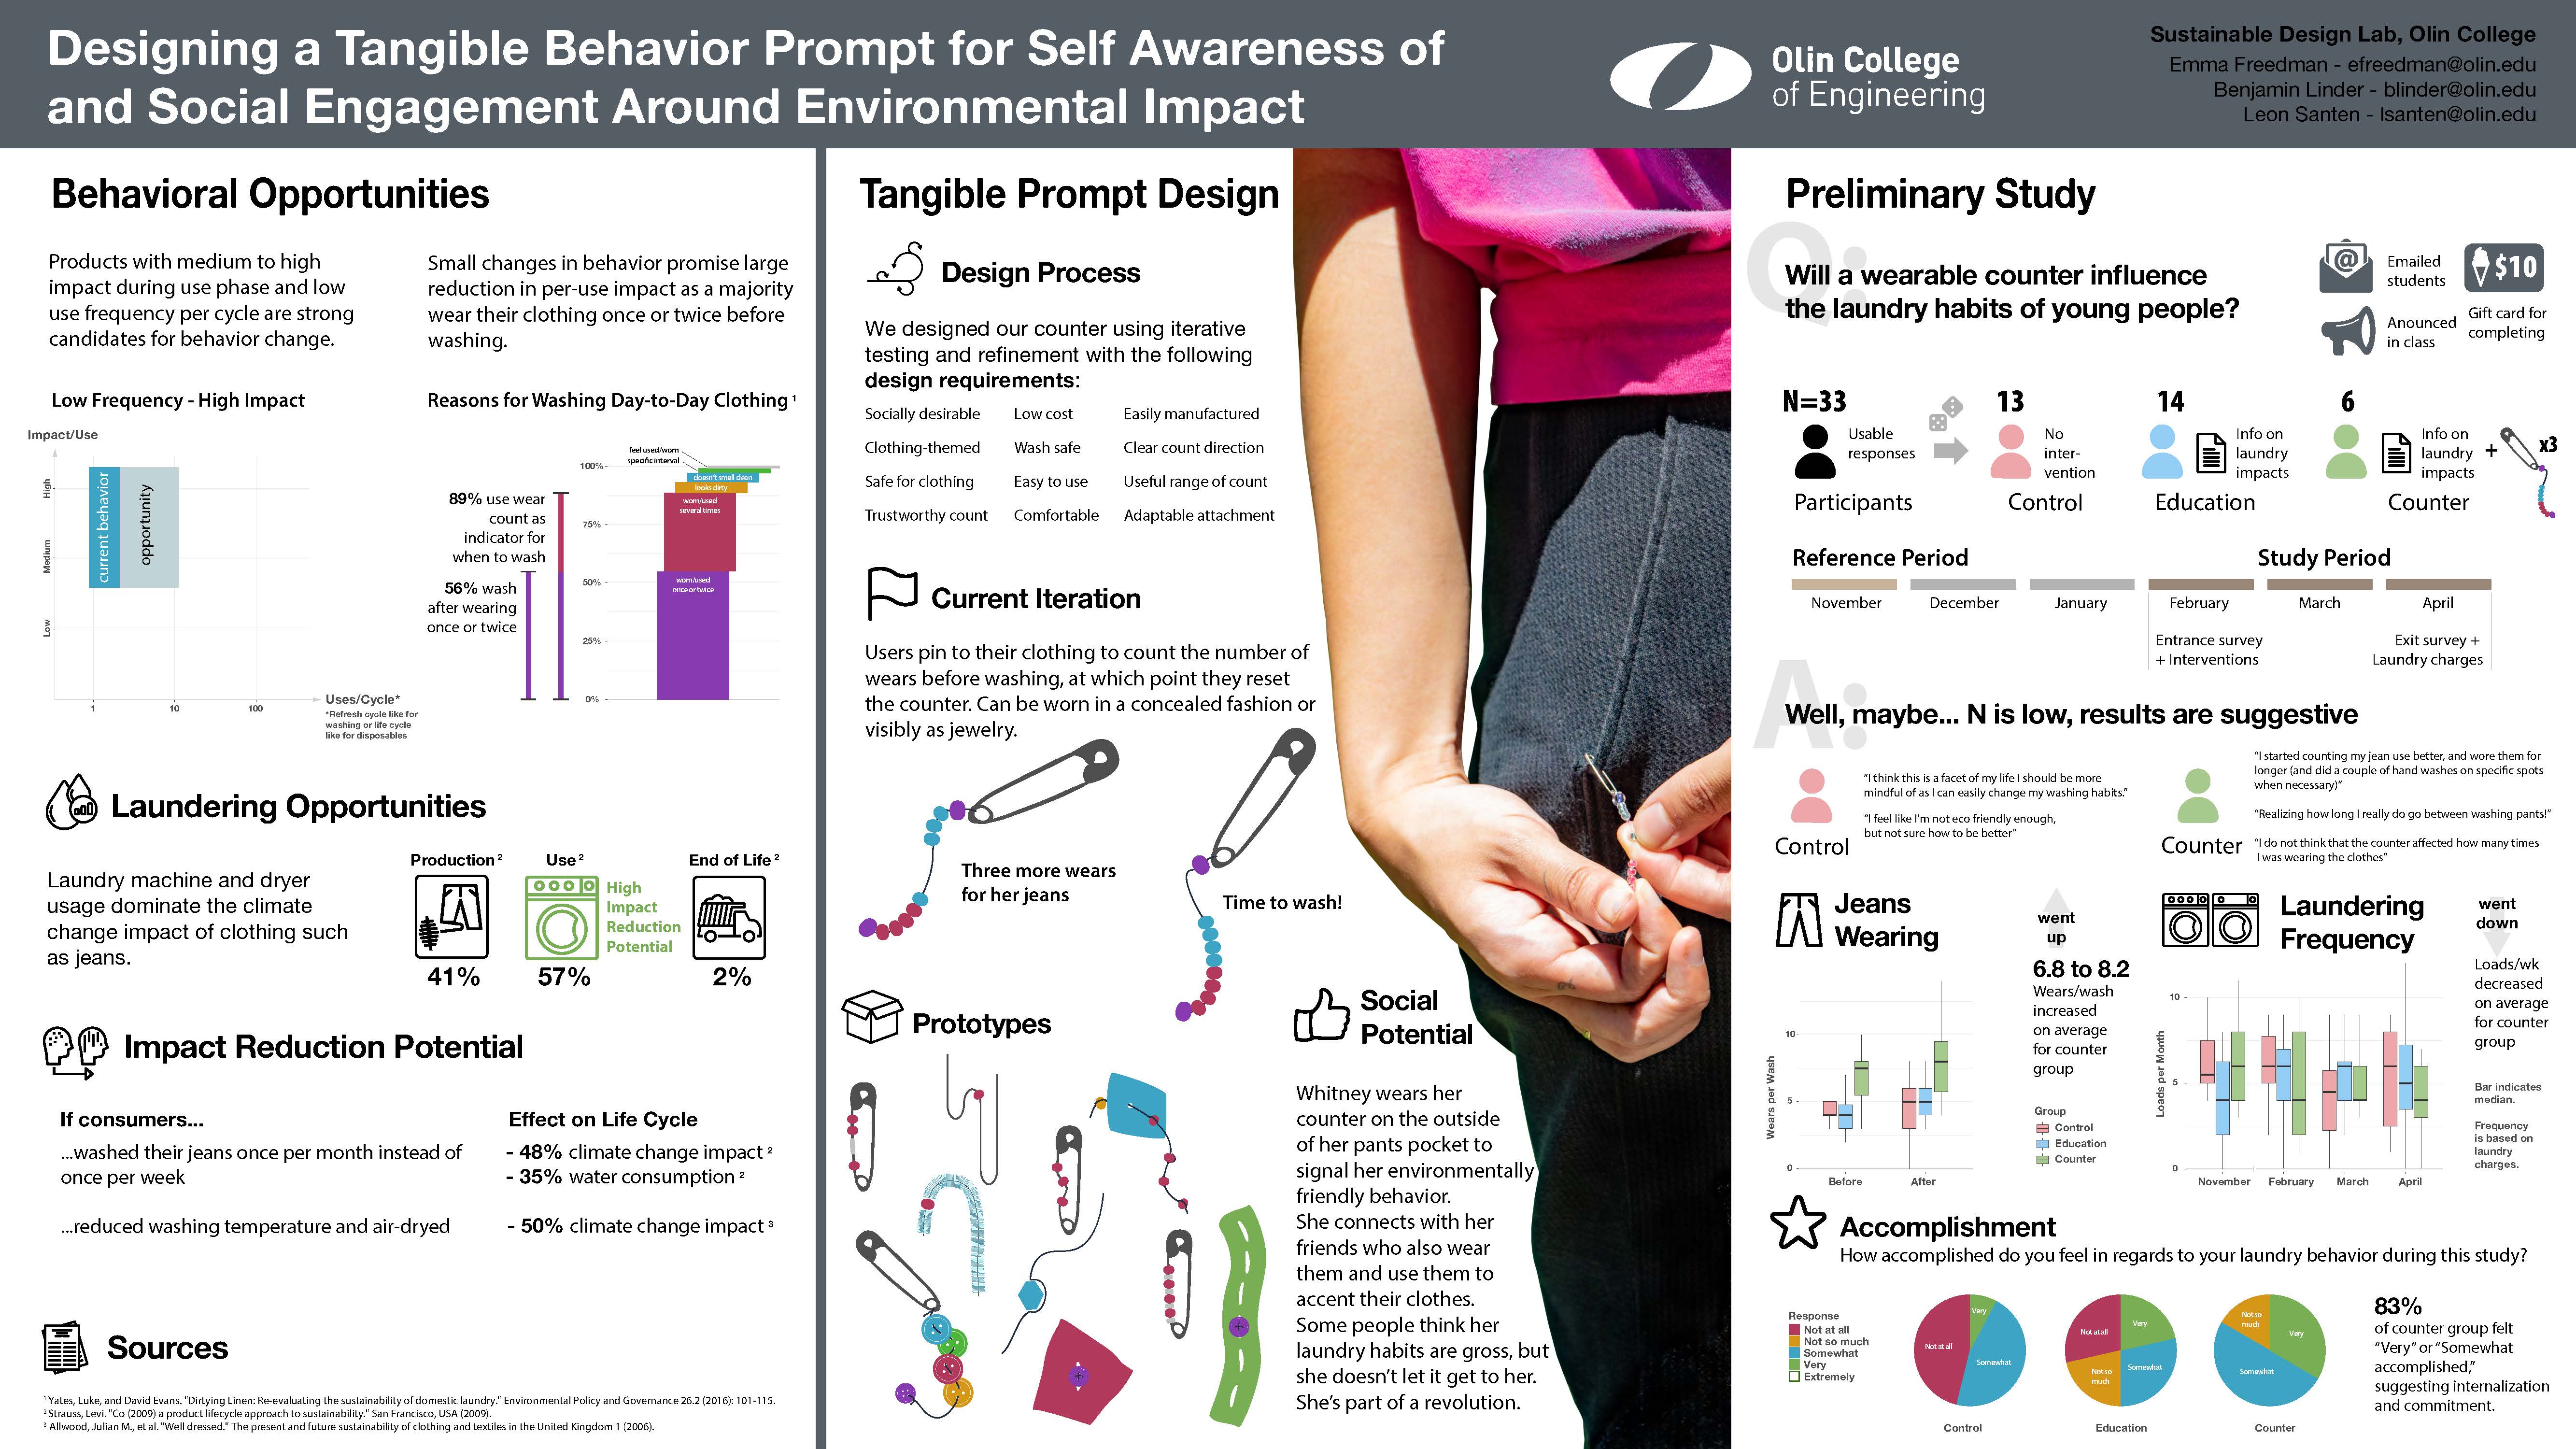 Designing a Tangible Behavior Prompt for Self Awareness of
and Social Engagement Around Environmental Impact
Olin College
of Engineering
Sustainable Design Lab, Olin College
Emma Freedman - efreedman@olin.edu
Benjamin Linder - blinder@olin.edu
Leon Santen - lsanten@olin.edu
Behavioral Opportunities
Products with medium to high
impact during use phase and low
use frequency per cycle are strong
candidates for behavior change.
Small changes in behavior promise large
reduction in per-use impact as a majority
wear their clothing once or twice before
washing.
Low Frequency - High Impact
Impact/Use
High
Medium
Low
current behavior
opportunity
1
10
100
Uses/Cycle*
*Refresh cycle like for
washing or life cycle
like for disposables
Reasons for Washing Day-to-Day Clothing ¹
89% use wear
count as
indicator for
when to wash
56% wash
after wearing
once or twice
feel used/worn
specific interval
100%
75%
50%
25%
0%
doesn't smell clean
looks dirty
worn/used
several times
worn/used
once or twice
Laundering Opportunities
Laundry machine and dryer
usage dominate the climate
change impact of clothing such
as jeans.
Production ²
41%
Use ²
57%
High
Impact
Reduction
Potential
End of Life ²
2%
Impact Reduction Potential
If consumers...
Effect on Life Cycle
...washed their jeans once per month instead of
once per week
- 48% climate change impact ²
- 35% water consumption ²
...reduced washing temperature and air-dryed
- 50% climate change impact ³
Sources
¹ Yates, Luke, and David Evans. "Dirtying Linen: Re-evaluating the sustainability of domestic laundry." Environmental Policy and Governance 26.2 (2016): 101-115.
² Strauss, Levi. "Co (2009) a product lifecycle approach to sustainability." San Francisco, USA (2009).
³ Allwood, Julian M., et al. "Well dressed." The present and future sustainability of clothing and textiles in the United Kingdom 1 (2006).
Tangible Prompt Design
Design Process
We designed our counter using iterative
testing and refinement with the following
design requirements:
Socially desirable
Low cost
Easily manufactured
Clothing-themed
Wash safe
Clear count direction
Safe for clothing
Easy to use
Useful range of count
Trustworthy count
Comfortable
Adaptable attachment
Current Iteration
Users pin to their clothing to count the number of
wears before washing, at which point they reset
the counter. Can be worn in a concealed fashion or
visibly as jewelry.
Three more wears
for her jeans
Time to wash!
Prototypes
Social
Potential
Whitney wears her
counter on the outside
of her pants pocket to
signal her environmentally
friendly behavior.
She connects with her
friends who also wear
them and use them to
accent their clothes.
Some people think her
laundry habits are gross, but
she doesn't let it get to her.
She's part of a revolution.
Preliminary Study
Q:
Will a wearable counter influence
the laundry habits of young people?
@
Emailed
students
$10
Anounced
in class
Gift card for
completing
N=33
Usable
responses
Participants
13
No
inter-
vention
Control
14
Info on
laundry
impacts
Education
6
Info on
laundry
impacts
+
x3
Counter
Reference Period
Study Period
November
December
January
February
March
April
Entrance survey
+ Interventions
Exit survey +
Laundry charges
A:
Well, maybe... N is low, results are suggestive
Control
"I think this is a facet of my life I should be more
mindful of as I can easily change my washing habits."
"I feel like I'm not eco friendly enough,
but not sure how to be better"
Counter
"I started counting my jean use better, and wore them for
longer (and did a couple of hand washes on specific spots
when necessary)"
"Realizing how long I really do go between washing pants!"
"I do not think that the counter affected how many times
I was wearing the clothes"
Jeans
Wearing
went
up
6.8 to 8.2
Wears/wash
increased
on average
for counter
group
Wears per Wash
10
5
0
Before
After
Group
Control
Education
Counter
Laundering
Frequency
went
down
Loads/wk
decreased
on average
for counter
group
Bar indicates
median.
Frequency
is based on
laundry
charges.
Loads per Month
10
5
0
November
February
March
April
Accomplishment
How accomplished do you feel in regards to your laundry behavior during this study?
Response
Not at all
Not so much
Somewhat
Very
Extremely
Very
Not at all
Somewhat
Control
Not at all
Very
Not so
much
Somewhat
Education
Not so
much
Very
Somewhat
Counter
83%
of counter group felt
"Very" or "Somewhat
accomplished,"
suggesting internalization
and commitment.